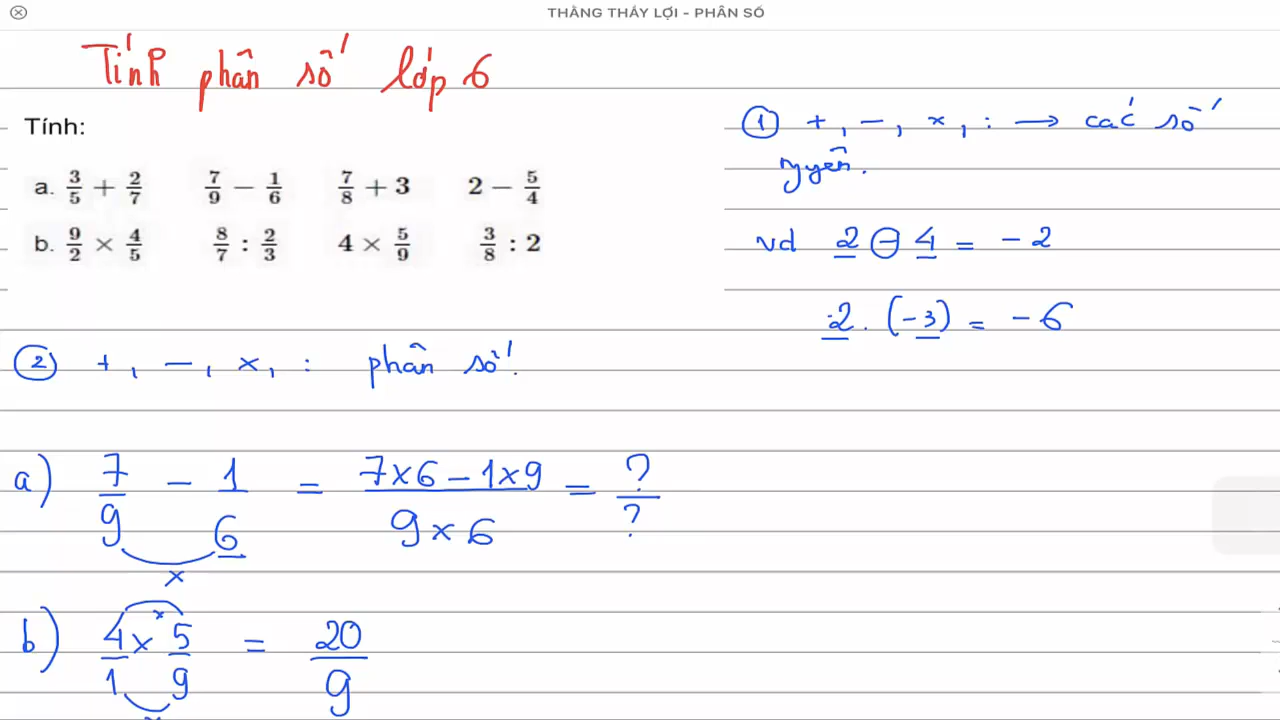 THẰNG THẦY LỢI - PHÂN SỐ
Tính phân số lớp 6
Tính:
a. 3/5 + 2/7   7/9 − 1/6   7/8 + 3   2 − 5/4
b. 9/2 × 4/5   8/7 : 2/3   4 × 5/9   3/8 : 2
① +, −, ×, : → các số
nguyên.
vd 2 − 4 = −2
2 . (−3) = −6
② +, −, ×, : phân số.
a) 7/9 − 1/6 = (7×6 − 1×9)/(9×6) = ?/?
×
b) 4/1 × 5/9 = 20/9
×